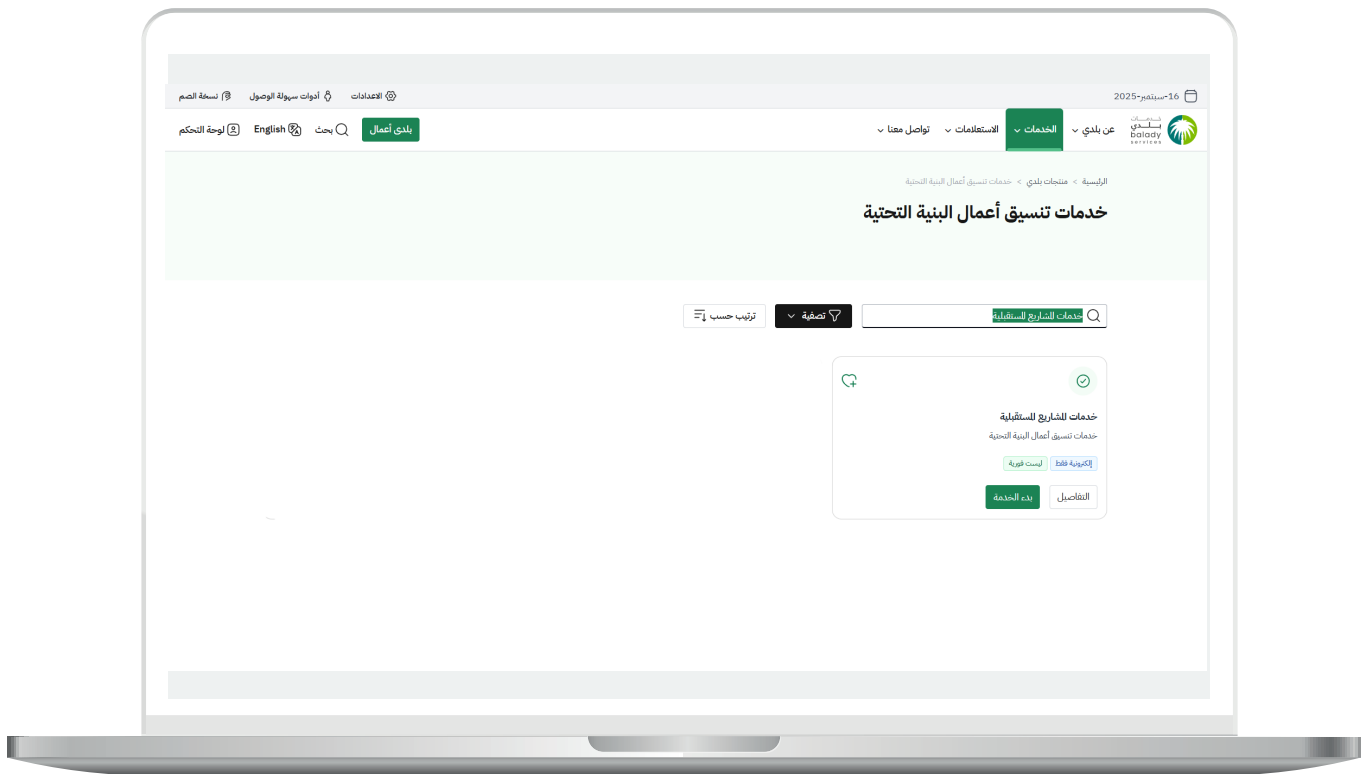 16-سبتمبر-2025
الاعدادات
أدوات سهولة الوصول
نسخة الصم
خدمــــات
بـــلـــدي
balady
services
عن بلدي
الخدمات
الاستعلامات
تواصل معنا
بلدي أعمال
بحث
English
لوحة التحكم
الرئيسية > منتجات بلدي > خدمات تنسيق أعمال البنية التحتية
خدمات تنسيق أعمال البنية التحتية
خدمات المشاريع المستقبلية
تصفية
ترتيب حسب
خدمات المشاريع المستقبلية
خدمات تنسيق أعمال البنية التحتية
إلكترونية فقط
ليست فورية
التفاصيل
بدء الخدمة